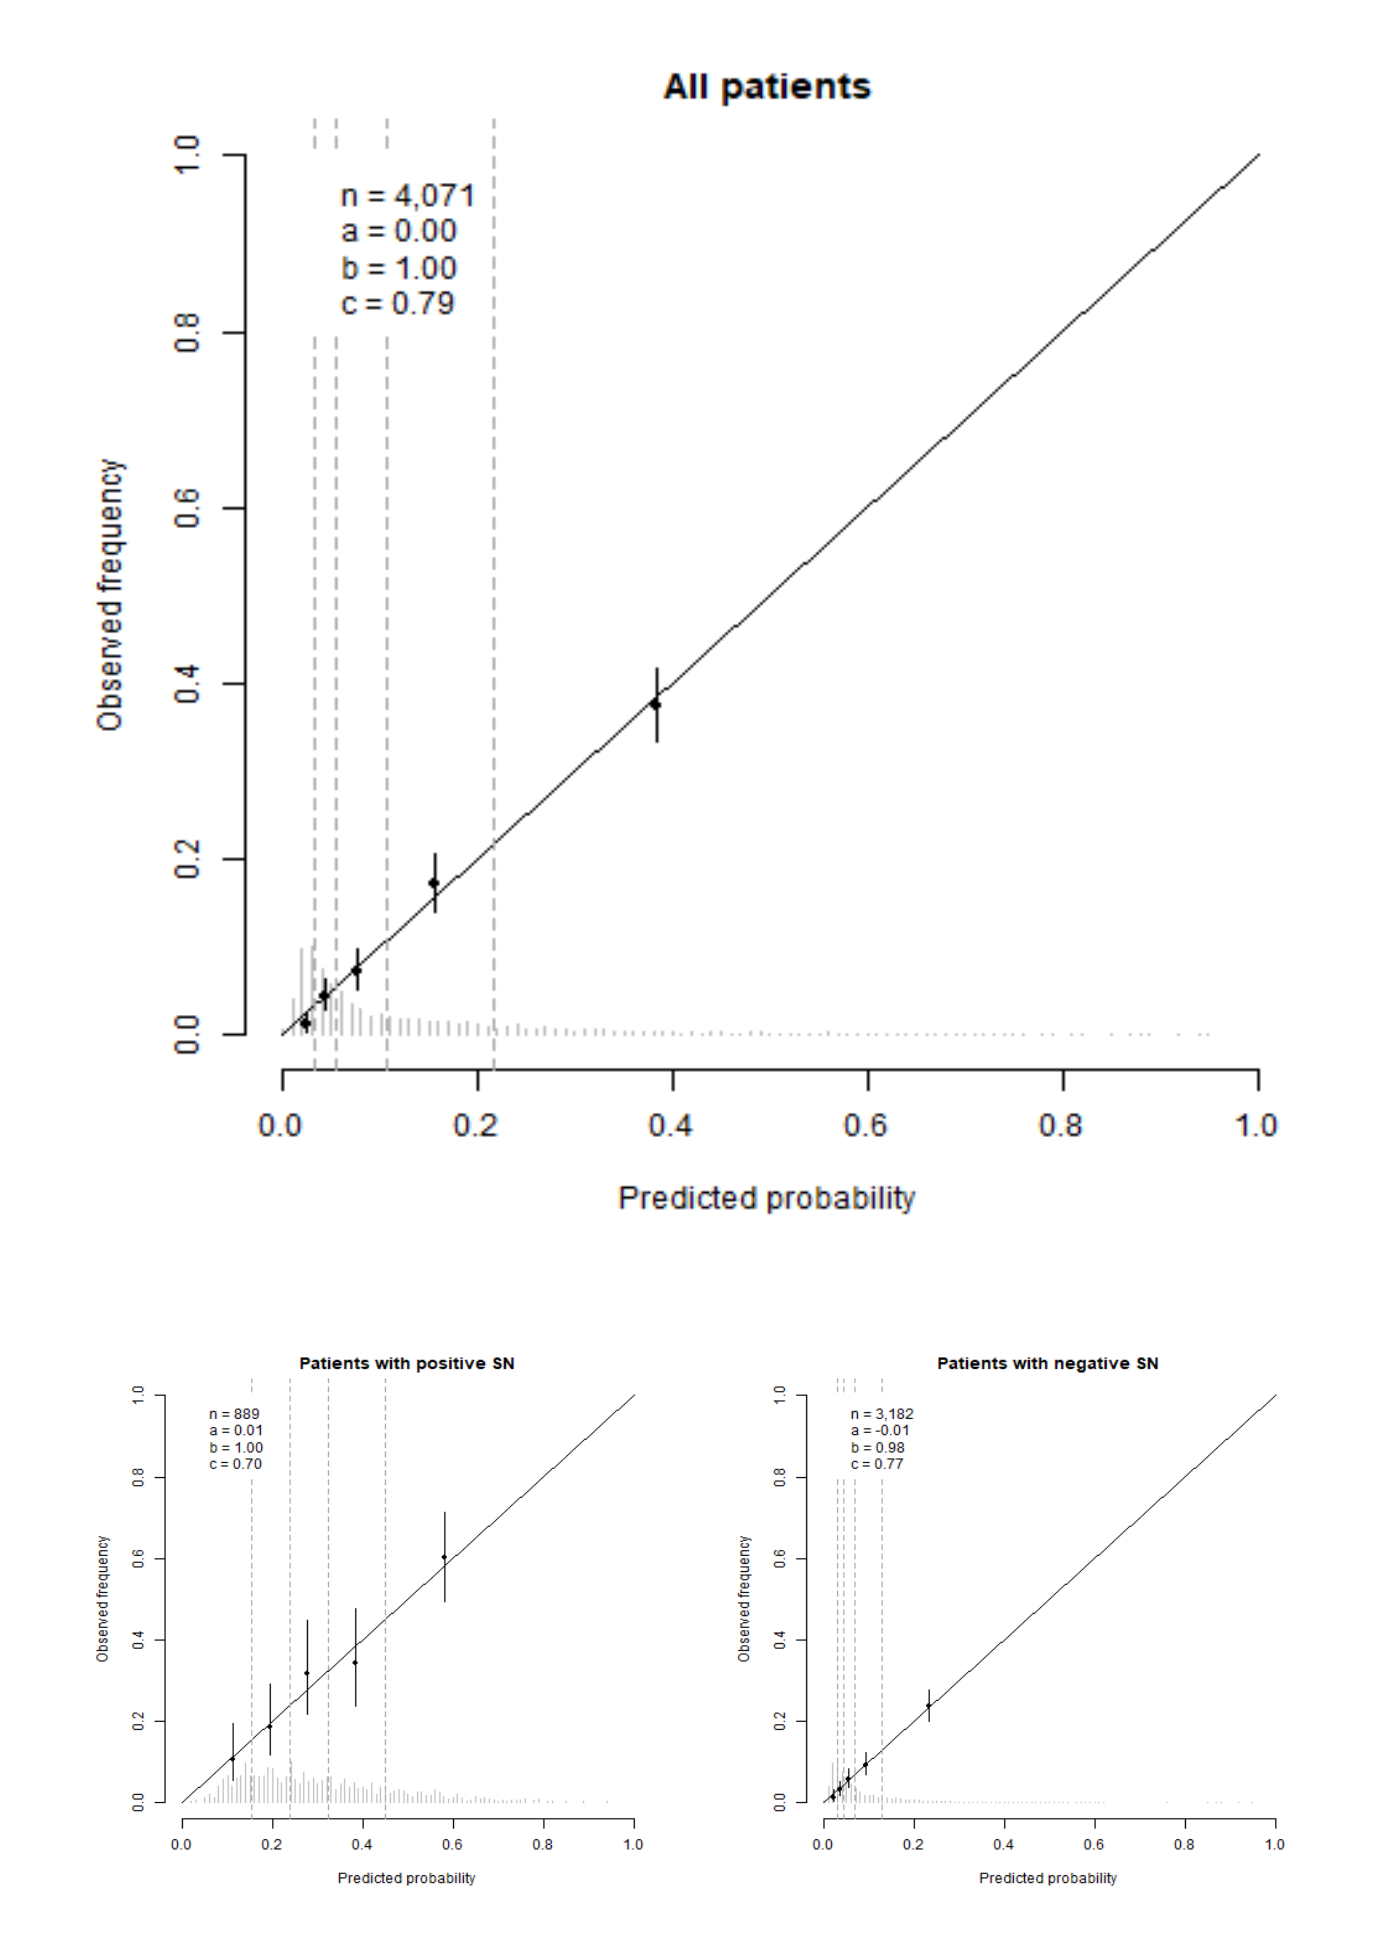 All patients
n = 4,071
a = 0.00
b = 1.00
c = 0.79
1.0
0.8
0.6
0.4
0.2
0.0
Observed frequency
0.0 0.2 0.4 0.6 0.8 1.0
Predicted probability
Patients with positive SN
n = 889
a = 0.01
b = 1.00
c = 0.70
1.0
0.8
0.6
0.4
0.2
0.0
Observed frequency
0.0 0.2 0.4 0.6 0.8 1.0
Predicted probability
Patients with negative SN
n = 3,182
a = -0.01
b = 0.98
c = 0.77
1.0
0.8
0.6
0.4
0.2
0.0
Observed frequency
0.0 0.2 0.4 0.6 0.8 1.0
Predicted probability